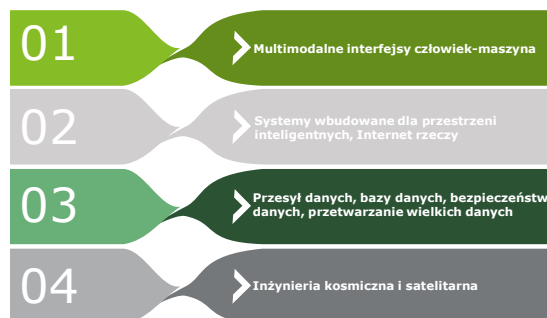 01
Multimodalne interfejsy człowiek-maszyna
02
Systemy wbudowane dla przestrzeni
inteligentnych, Internet rzeczy
03
Przesył danych, bazy danych, bezpieczeństw
danych, przetwarzanie wielkich danych
04
Inżynieria kosmiczna i satelitarna